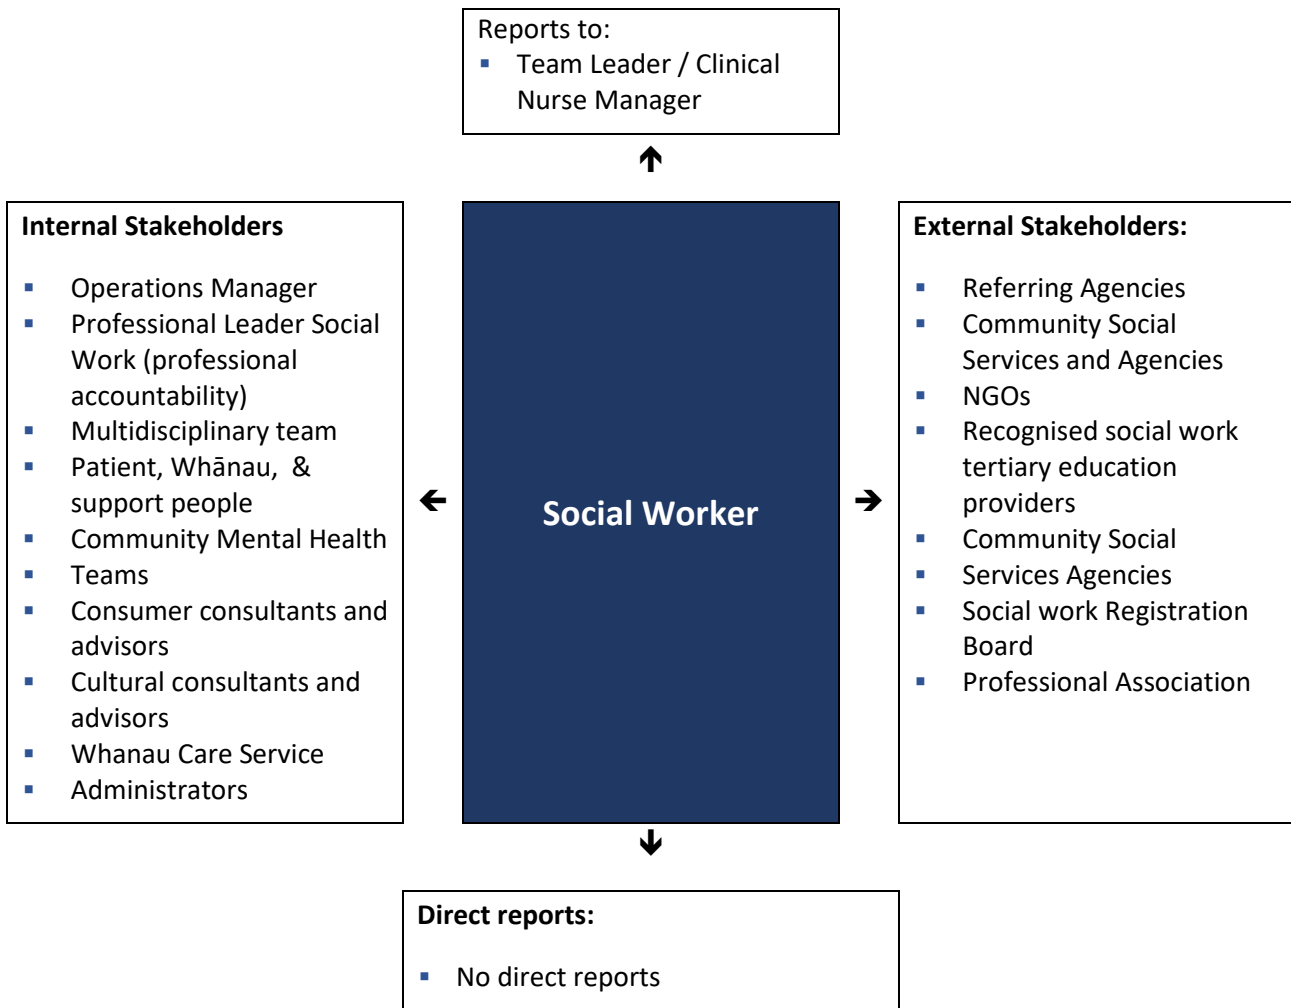 Reports to:
▪ Team Leader / Clinical
Nurse Manager
🡹
Internal Stakeholders
▪ Operations Manager
▪ Professional Leader Social
Work (professional
accountability)
▪ Multidisciplinary team
▪ Patient, Whānau, &
support people
▪ Community Mental Health
▪ Teams
▪ Consumer consultants and
advisors
▪ Cultural consultants and
advisors
▪ Whanau Care Service
▪ Administrators
🡸
Social Worker
🡺
External Stakeholders:
▪ Referring Agencies
▪ Community Social
Services and Agencies
▪ NGOs
▪ Recognised social work
tertiary education
providers
▪ Community Social
▪ Services Agencies
▪ Social work Registration
Board
▪ Professional Association
🡻
Direct reports:
▪ No direct reports